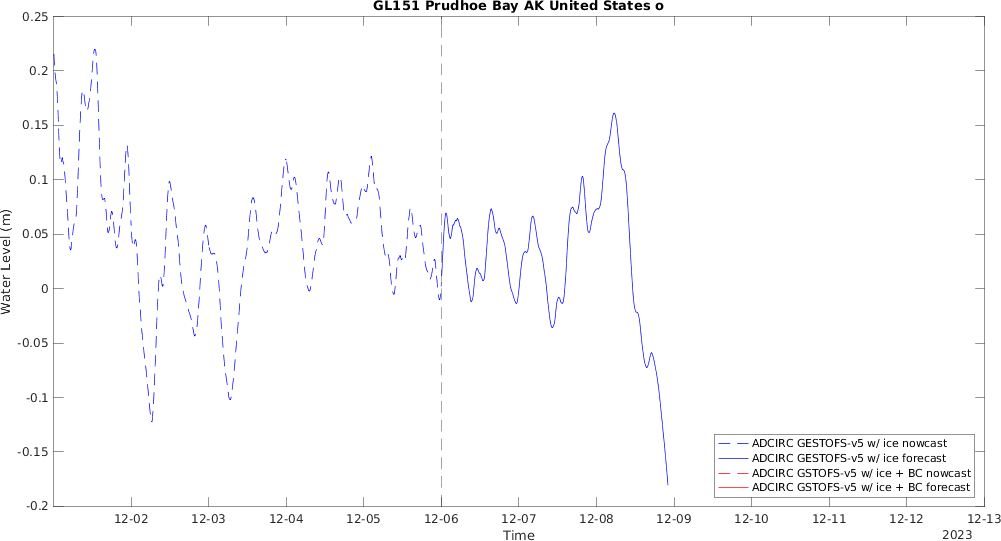 GL151 Prudhoe Bay AK United States o
0.25
0.2
0.15
0.1
0.05
0
-0.05
-0.1
-0.15
-0.2
Water Level (m)
ADCIRC GESTOFS-v5 w/ ice nowcast
ADCIRC GESTOFS-v5 w/ ice forecast
ADCIRC GSTOFS-v5 w/ ice + BC nowcast
ADCIRC GSTOFS-v5 w/ ice + BC forecast
12-02 12-03 12-04 12-05 12-06 12-07 12-08 12-09 12-10 12-11 12-12 12-13
Time
2023